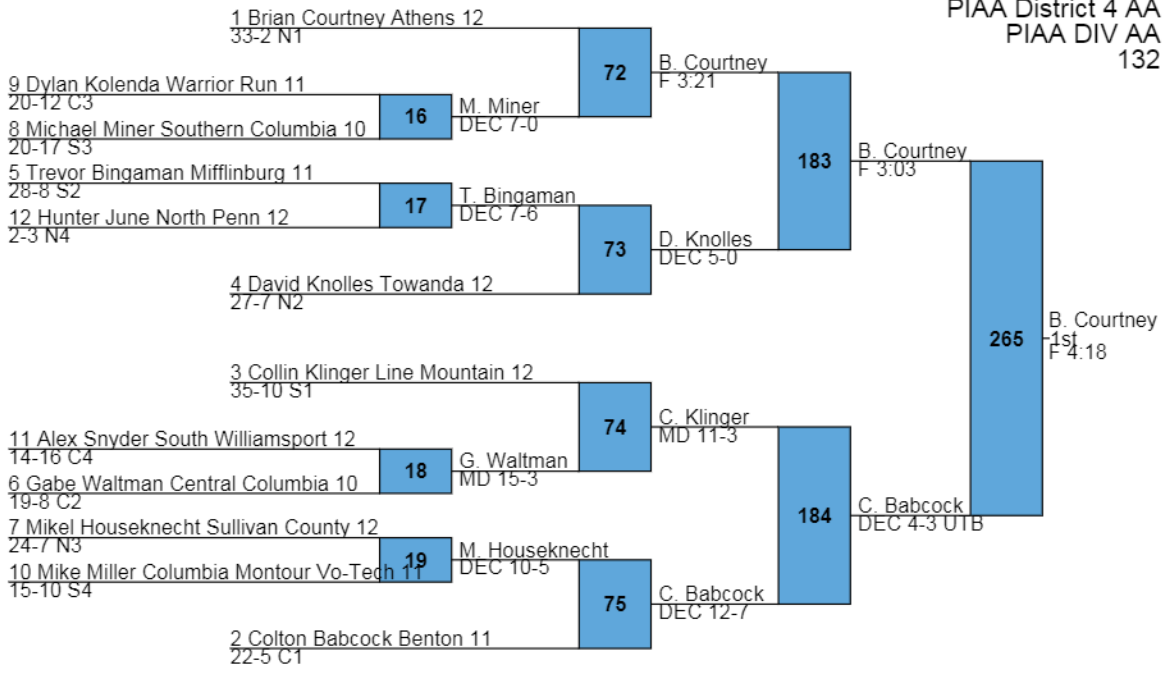 PIAA District 4 AA
PIAA DIV AA
132
1 Brian Courtney Athens 12
33-2 N1
72
B. Courtney
F 3:21
9 Dylan Kolenda Warrior Run 11
20-12 C3
16
M. Miner
DEC 7-0
8 Michael Miner Southern Columbia 10
20-17 S3
183
B. Courtney
F 3:03
5 Trevor Bingaman Mifflinburg 11
28-8 S2
17
T. Bingaman
DEC 7-6
12 Hunter June North Penn 12
2-3 N4
73
D. Knolles
DEC 5-0
4 David Knolles Towanda 12
27-7 N2
265
B. Courtney
1st
F 4:18
3 Collin Klinger Line Mountain 12
35-10 S1
74
C. Klinger
MD 11-3
11 Alex Snyder South Williamsport 12
14-16 C4
18
G. Waltman
MD 15-3
6 Gabe Waltman Central Columbia 10
19-8 C2
184
C. Babcock
DEC 4-3 UTB
7 Mikel Houseknecht Sullivan County 12
24-7 N3
19
M. Houseknecht
DEC 10-5
10 Mike Miller Columbia Montour Vo-Tech 11
15-10 S4
75
C. Babcock
DEC 12-7
2 Colton Babcock Benton 11
22-5 C1